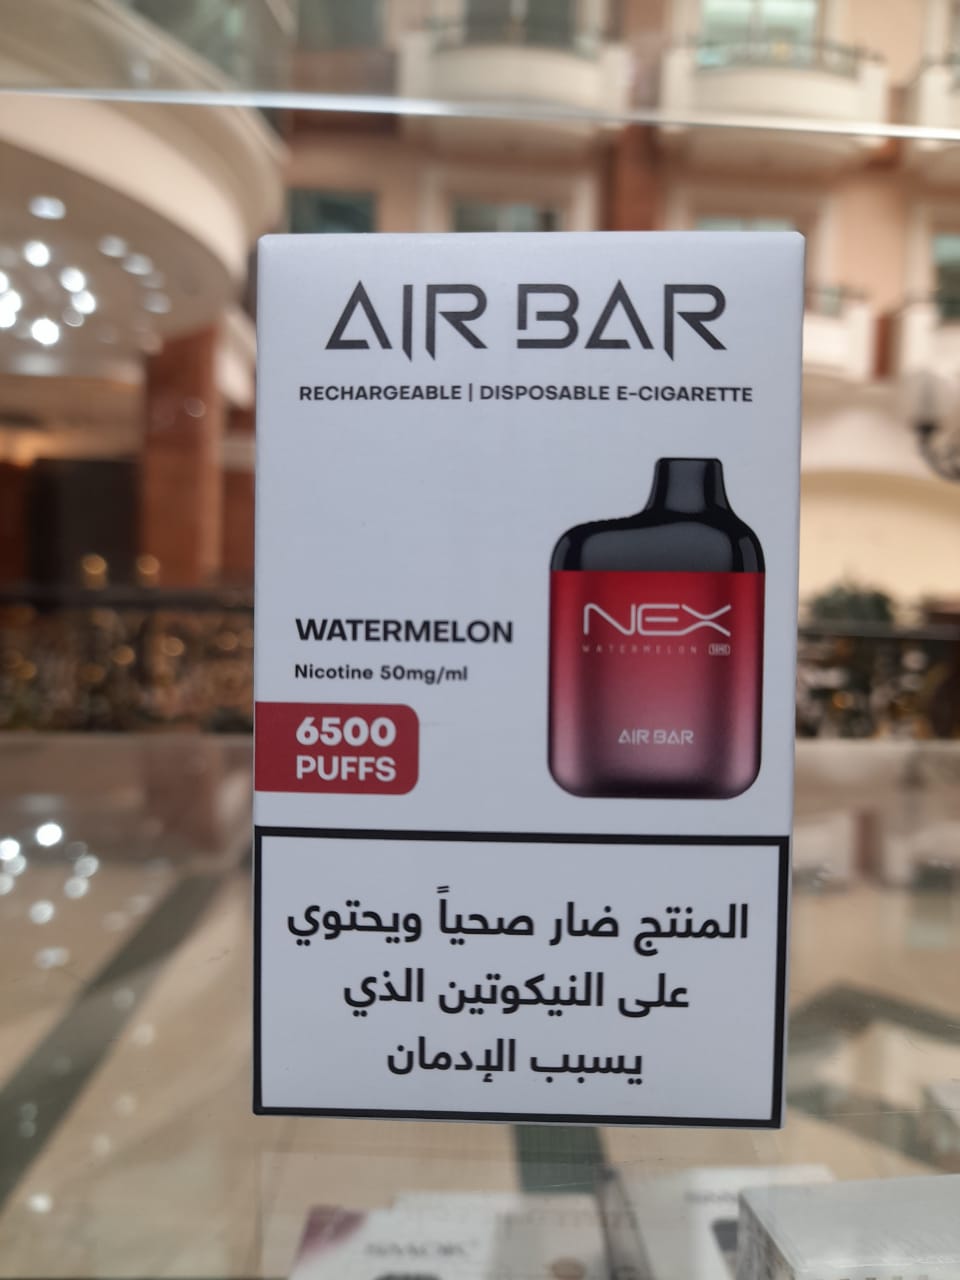 AIR BAR
RECHARGEABLE | DISPOSABLE E-CIGARETTE
NEX
WATERMELON
AIR BAR
WATERMELON
Nicotine 50mg/ml
6500
PUFFS
المنتج ضار صحياً ويحتوي
على النيكوتين الذي
يسبب الإدمان
SMOK